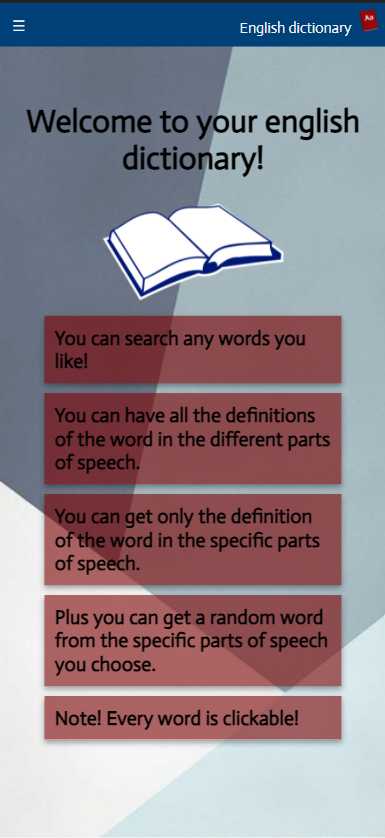 ☰ English dictionary Aa
Welcome to your english
dictionary!
You can search any words you
like!
You can have all the definitions
of the word in the different parts
of speech.
You can get only the definition
of the word in the specific parts
of speech.
Plus you can get a random word
from the specific parts of speech
you choose.
Note! Every word is clickable!